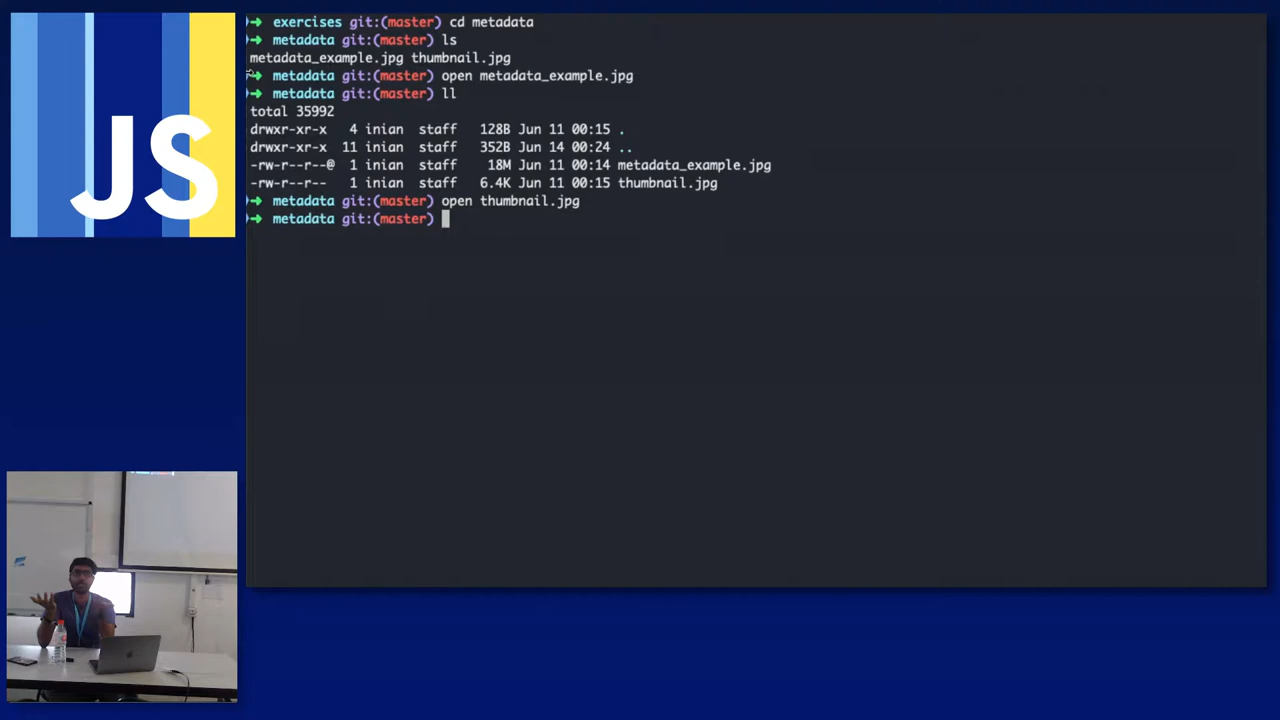 JS
➜ exercises git:(master) cd metadata
➜ metadata git:(master) ls
metadata_example.jpg thumbnail.jpg
➜ metadata git:(master) open metadata_example.jpg
➜ metadata git:(master) ll
total 35992
drwxr-xr-x 4 inian staff 128B Jun 11 00:15 .
drwxr-xr-x 11 inian staff 352B Jun 14 00:24 ..
-rw-r--r--@ 1 inian staff 18M Jun 11 00:14 metadata_example.jpg
-rw-r--r-- 1 inian staff 6.4K Jun 11 00:15 thumbnail.jpg
➜ metadata git:(master) open thumbnail.jpg
➜ metadata git:(master)